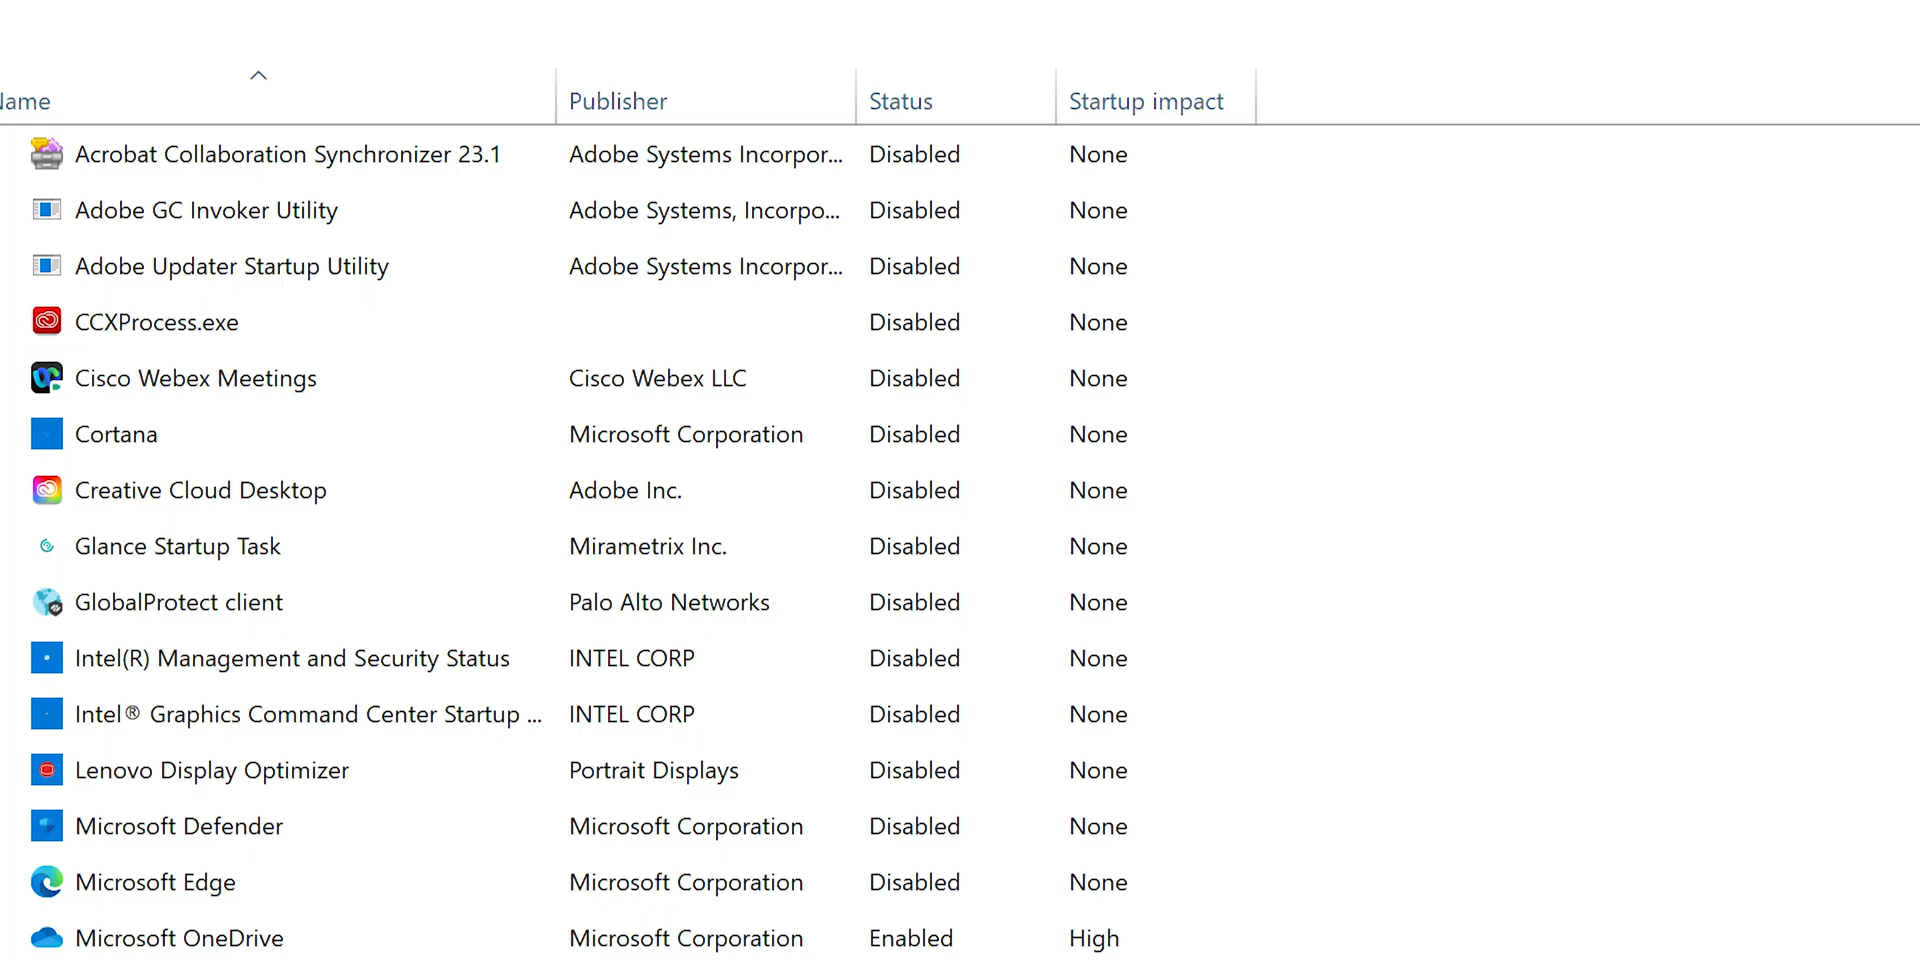 Name Publisher Status Startup impact
Acrobat Collaboration Synchronizer 23.1 Adobe Systems Incorpor... Disabled None
Adobe GC Invoker Utility Adobe Systems, Incorpo... Disabled None
Adobe Updater Startup Utility Adobe Systems Incorpor... Disabled None
CCXProcess.exe Disabled None
Cisco Webex Meetings Cisco Webex LLC Disabled None
Cortana Microsoft Corporation Disabled None
Creative Cloud Desktop Adobe Inc. Disabled None
Glance Startup Task Mirametrix Inc. Disabled None
GlobalProtect client Palo Alto Networks Disabled None
Intel(R) Management and Security Status INTEL CORP Disabled None
Intel® Graphics Command Center Startup ... INTEL CORP Disabled None
Lenovo Display Optimizer Portrait Displays Disabled None
Microsoft Defender Microsoft Corporation Disabled None
Microsoft Edge Microsoft Corporation Disabled None
Microsoft OneDrive Microsoft Corporation Enabled High